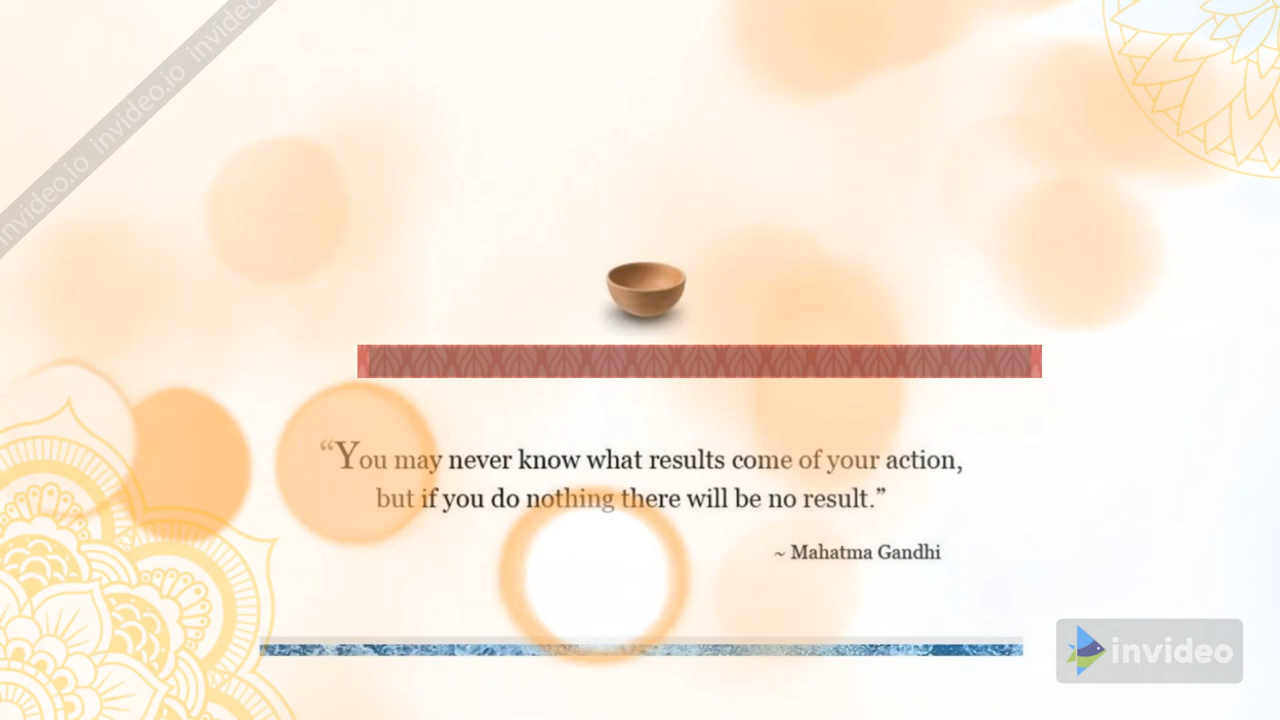 invideo.io invideo.io invideo
“You may never know what results come of your action,
but if you do nothing there will be no result.”
~ Mahatma Gandhi
invideo